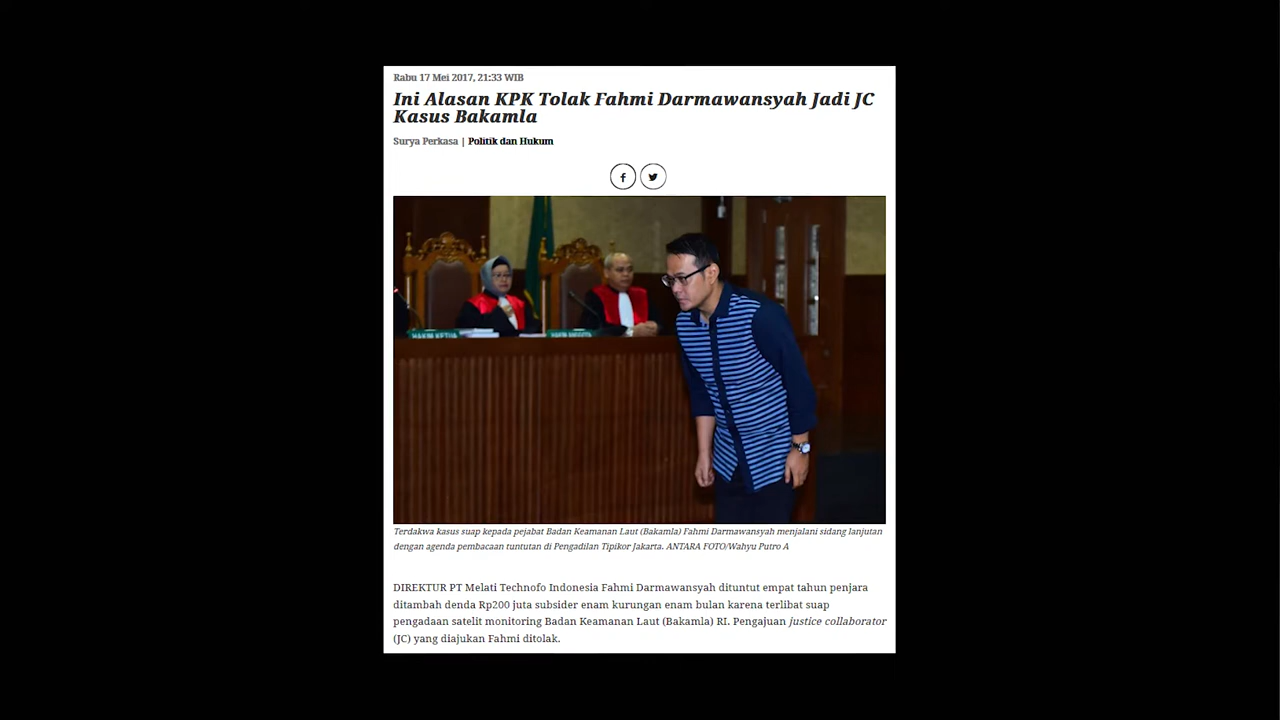 Rabu 17 Mei 2017, 21:33 WIB
Ini Alasan KPK Tolak Fahmi Darmawansyah Jadi JC
Kasus Bakamla
Surya Perkasa | Politik dan Hukum
HAKIM KETUA
HAKIM ANGGOTA
Terdakwa kasus suap kepada pejabat Badan Keamanan Laut (Bakamla) Fahmi Darmawansyah menjalani sidang lanjutan
dengan agenda pembacaan tuntutan di Pengadilan Tipikor Jakarta. ANTARA FOTO/Wahyu Putro A
DIREKTUR PT Melati Technofo Indonesia Fahmi Darmawansyah dituntut empat tahun penjara
ditambah denda Rp200 juta subsider enam kurungan enam bulan karena terlibat suap
pengadaan satelit monitoring Badan Keamanan Laut (Bakamla) RI. Pengajuan justice collaborator
(JC) yang diajukan Fahmi ditolak.